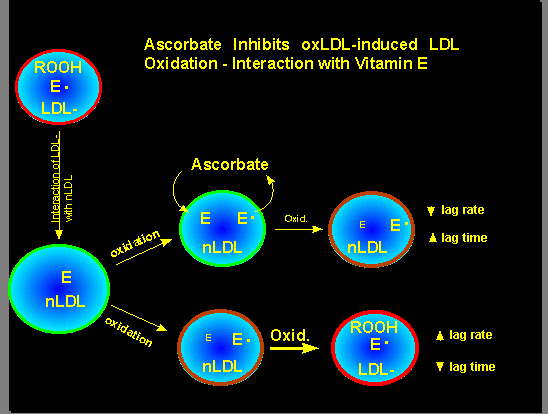 Ascorbate Inhibits oxLDL-induced LDL
Oxidation - Interaction with Vitamin E
ROOH
E •
LDL-
Interaction of LDL-
with nLDL
E
nLDL
oxidation
oxidation
Ascorbate
E E•
nLDL
Oxid.
E E•
nLDL
▼ lag rate
▲ lag time
E E•
nLDL
Oxid.
ROOH
E •
LDL-
▲ lag rate
▼ lag time